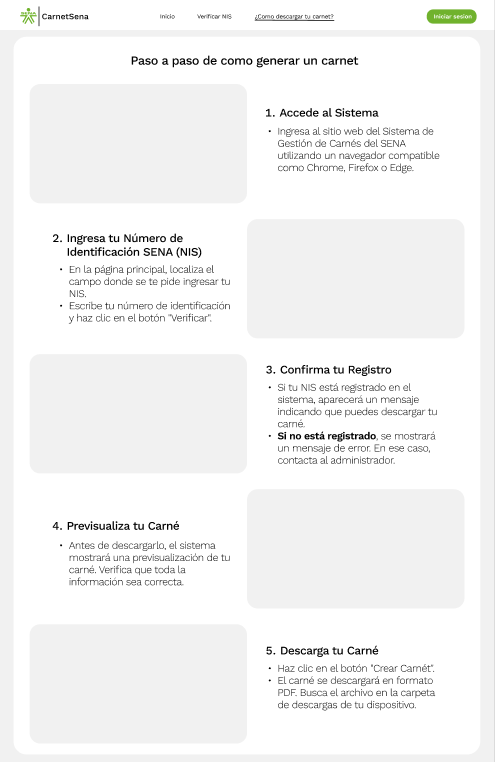 SENA
CarnetSena
Inicio
Verificar NIS
¿Como descargar tu carnet?
Iniciar sesion
Paso a paso de como generar un carnet
1. Accede al Sistema
• Ingresa al sitio web del Sistema de
Gestión de Carnés del SENA
utilizando un navegador compatible
como Chrome, Firefox o Edge.
2. Ingresa tu Número de
Identificación SENA (NIS)
• En la página principal, localiza el
campo donde se te pide ingresar tu
NIS.
• Escribe tu número de identificación
y haz clic en el botón "Verificar".
3. Confirma tu Registro
• Si tu NIS está registrado en el
sistema, aparecerá un mensaje
indicando que puedes descargar tu
carné.
• Si no está registrado, se mostrará
un mensaje de error. En ese caso,
contacta al administrador.
4. Previsualiza tu Carné
• Antes de descargarlo, el sistema
mostrará una previsualización de tu
carné. Verifica que toda la
información sea correcta.
5. Descarga tu Carné
• Haz clic en el botón "Crear Carnét".
• El carné se descargará en formato
PDF. Busca el archivo en la carpeta
de descargas de tu dispositivo.